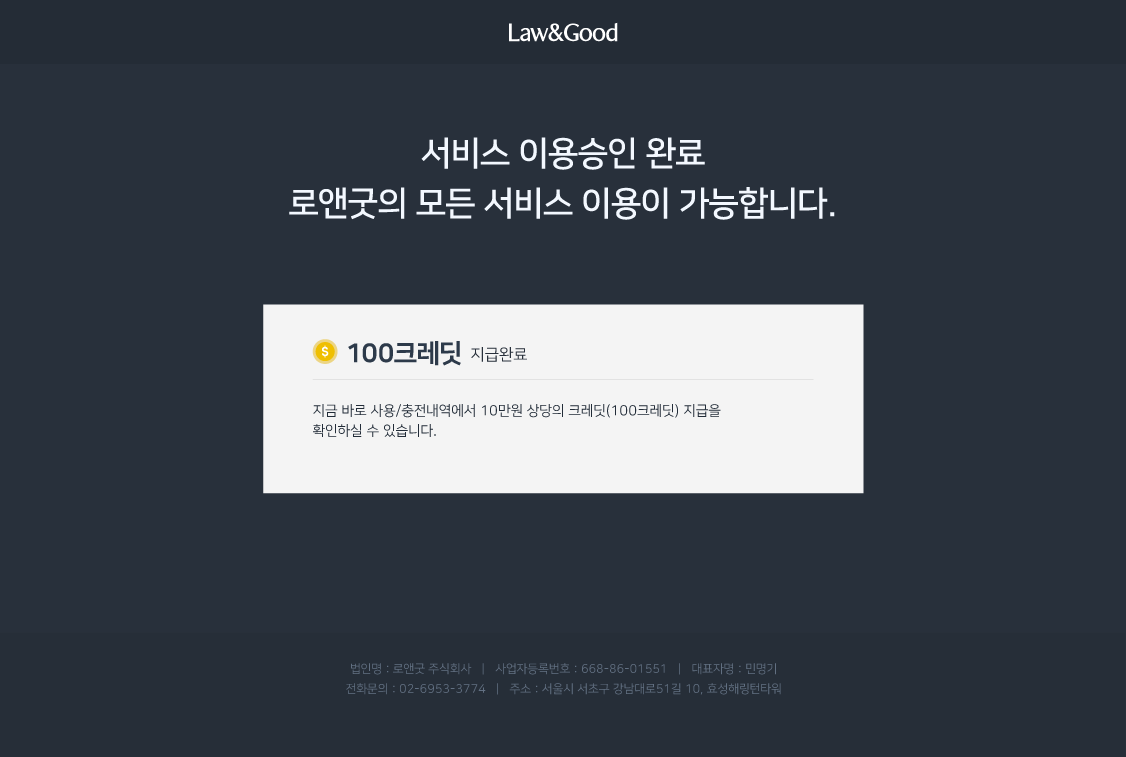 Law&Good
서비스 이용승인 완료
로앤굿의 모든 서비스 이용이 가능합니다.
$ 100크레딧 지급완료
지금 바로 사용/충전내역에서 10만원 상당의 크레딧(100크레딧) 지급을
확인하실 수 있습니다.
법인명 : 로앤굿 주식회사 | 사업자등록번호 : 668-86-01551 | 대표자명 : 민명기
전화문의 : 02-6953-3774 | 주소 : 서울시 서초구 강남대로51길 10, 효성해링턴타워